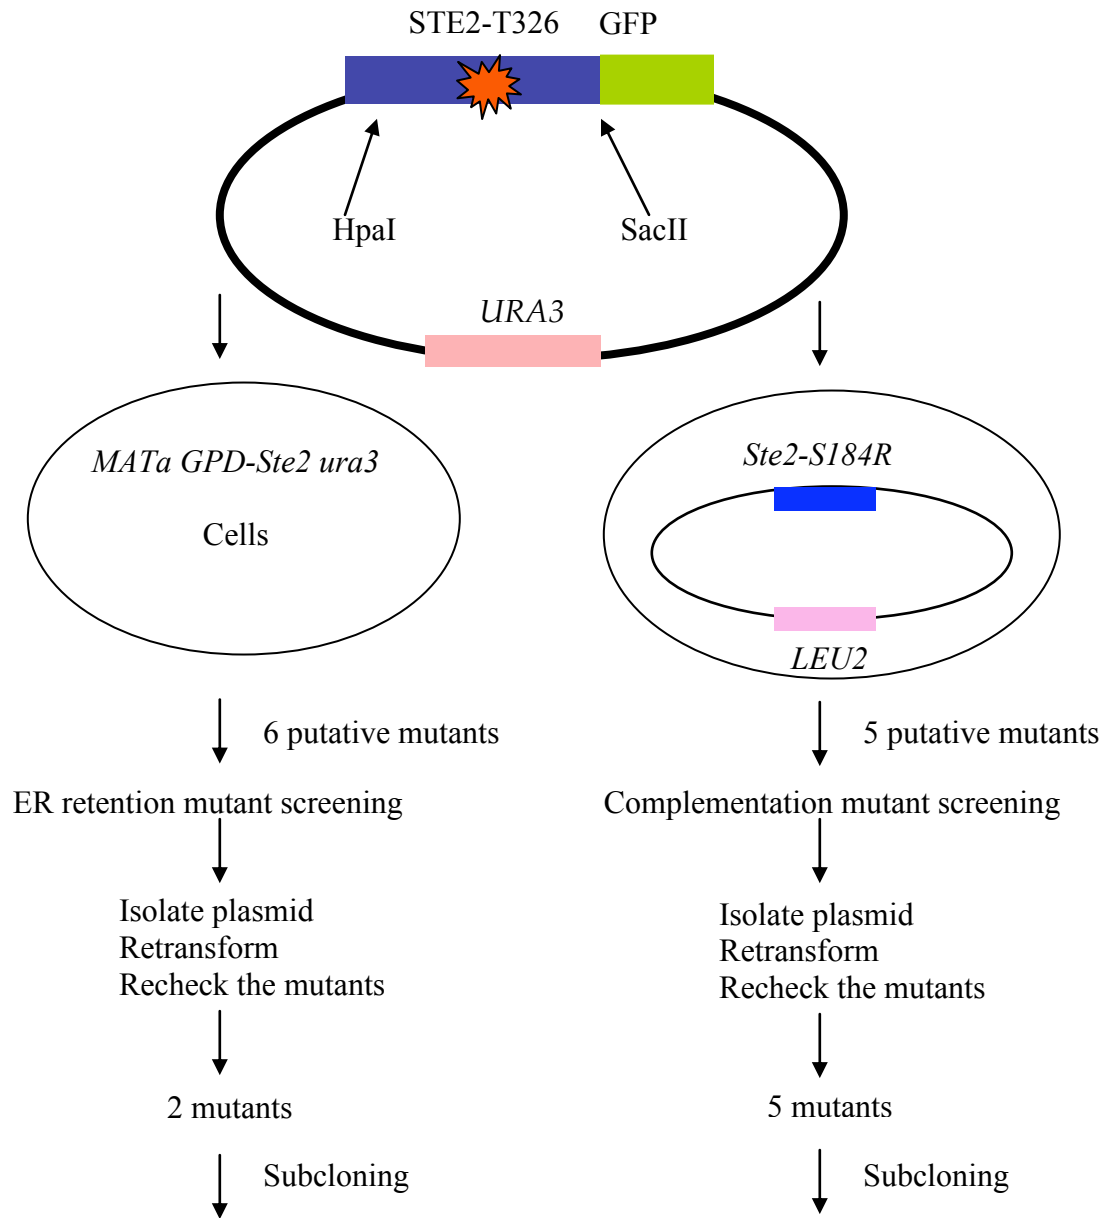 STE2-T326 GFP
HpaI
SacII
URA3
MATa GPD-Ste2 ura3
Cells
Ste2-S184R
LEU2
6 putative mutants
5 putative mutants
ER retention mutant screening
Complementation mutant screening
Isolate plasmid
Retransform
Recheck the mutants
Isolate plasmid
Retransform
Recheck the mutants
2 mutants
5 mutants
Subcloning
Subcloning